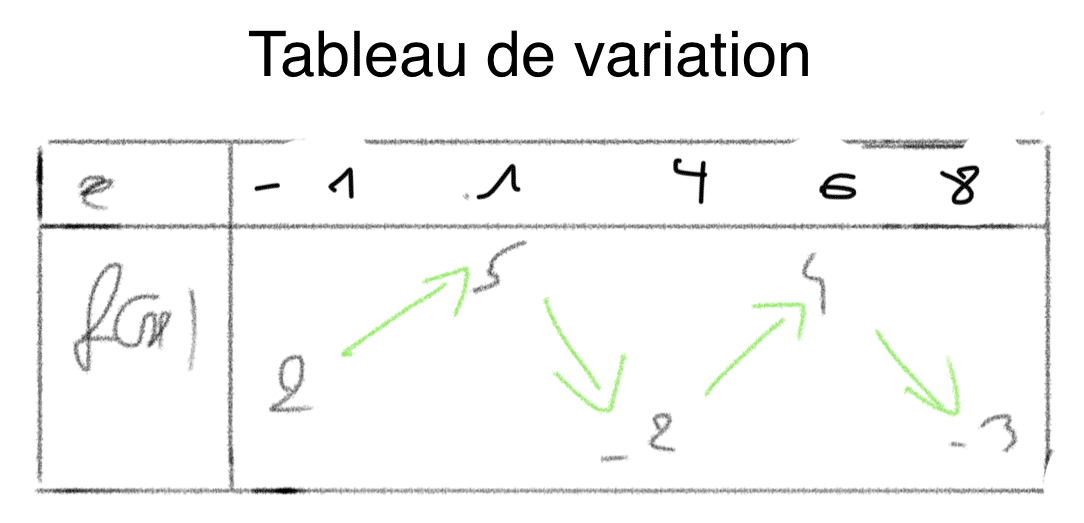 Tableau de variation
x - 1 1 4 6 8
f(x) 2 5 - 2 4 - 3